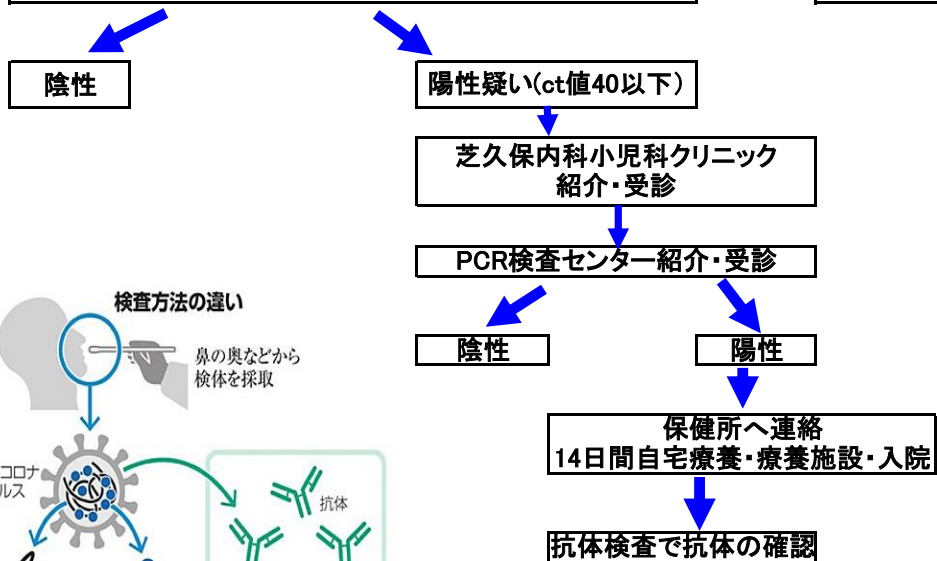 陰性
陽性疑い(ct値40以下)
芝久保内科小児科クリニック
紹介・受診
PCR検査センター紹介・受診
陰性
陽性
保健所へ連絡
14日間自宅療養・療養施設・入院
抗体検査で抗体の確認
検査方法の違い
鼻の奥などから
検体を採取
コロナ
ルス
抗体